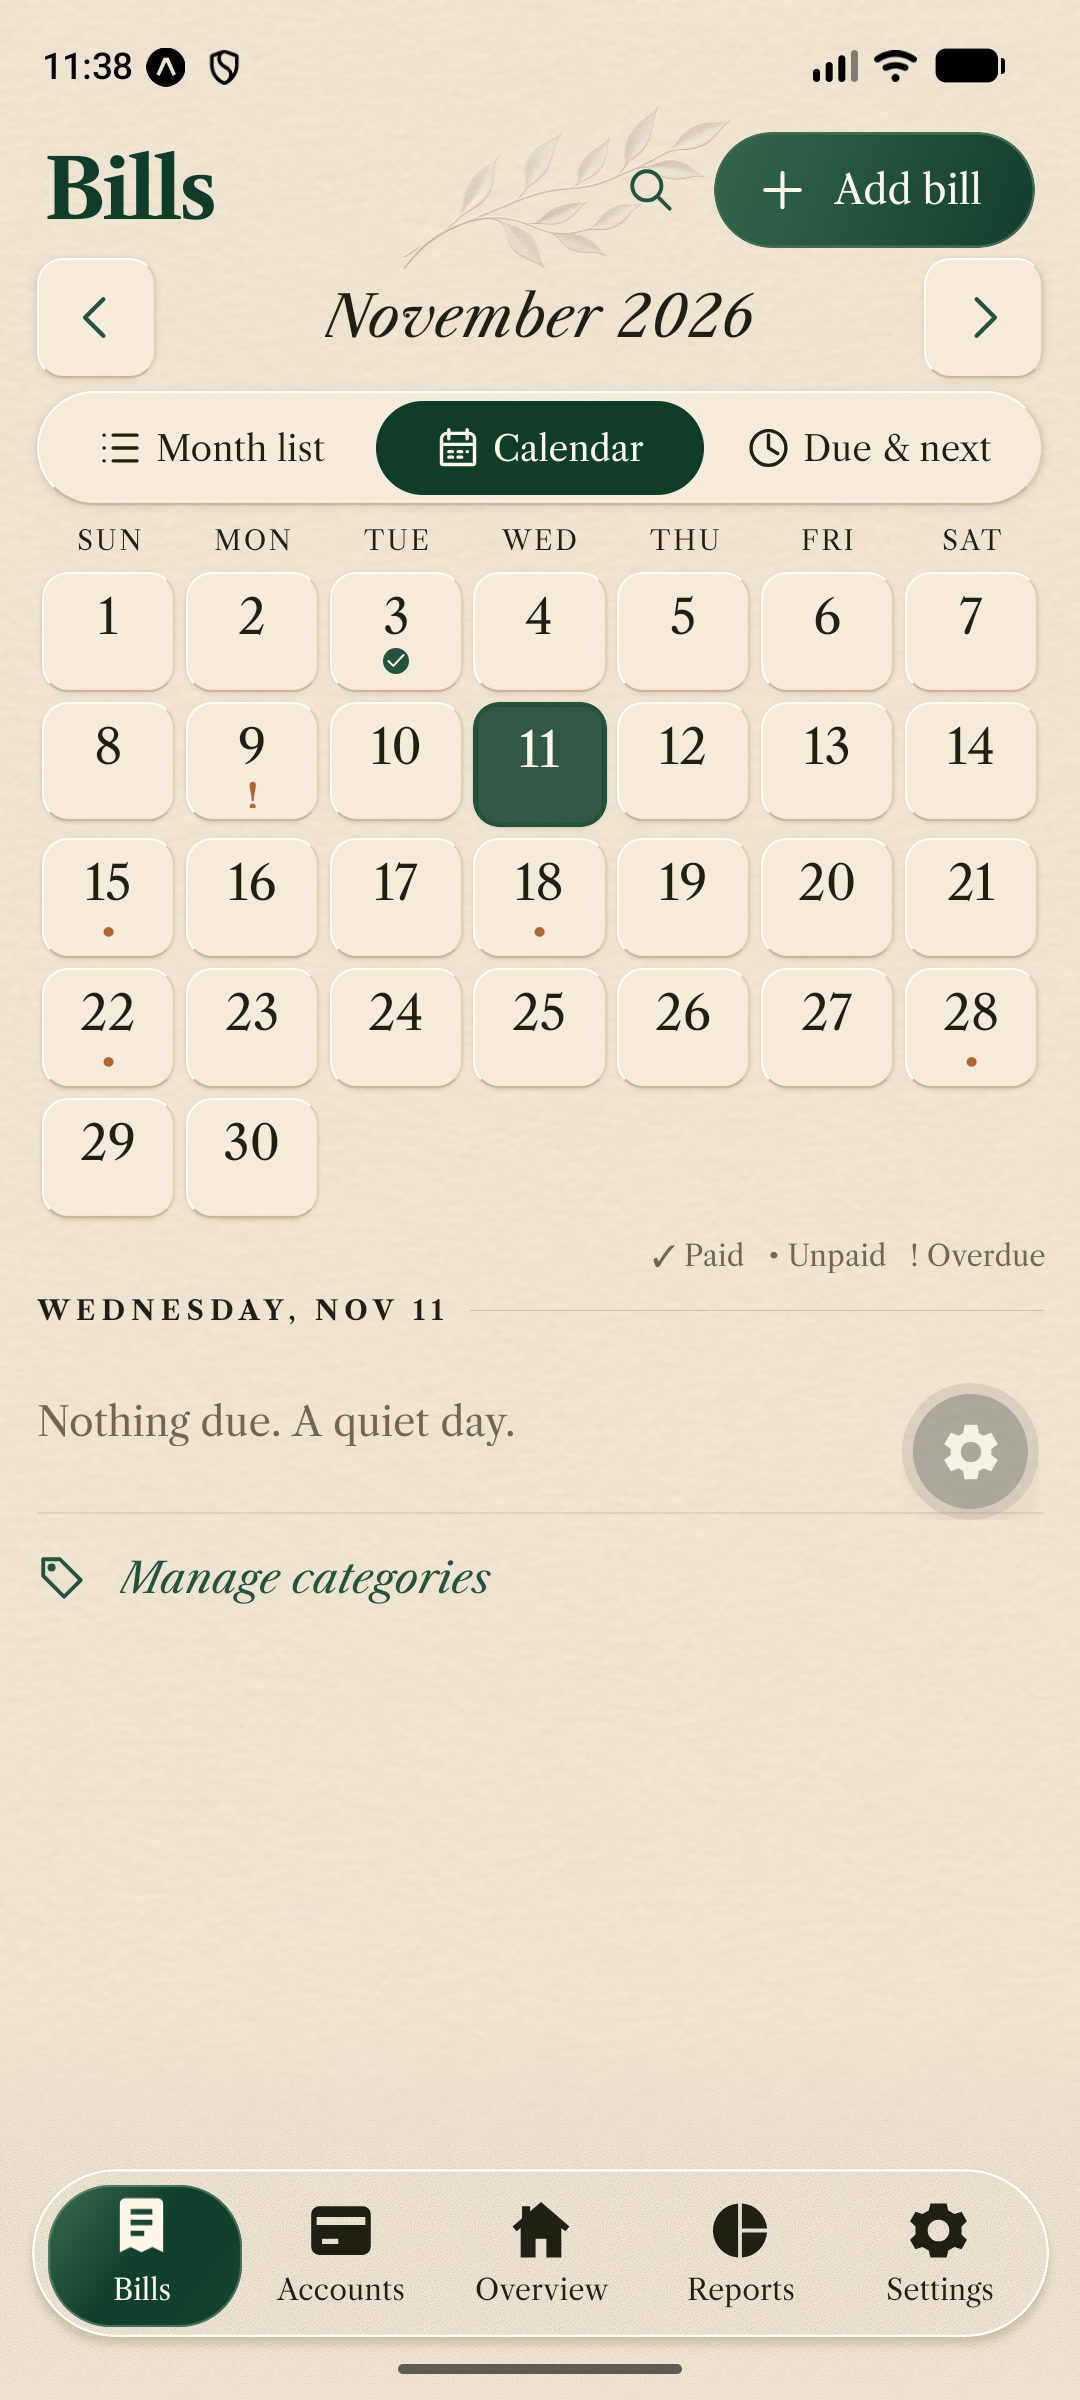 11:38
Bills
+ Add bill
November 2026
Month list Calendar Due & next
SUN MON TUE WED THU FRI SAT
1 2 3 4 5 6 7
8 9 10 11 12 13 14
!
15 16 17 18 19 20 21
22 23 24 25 26 27 28
29 30
✓ Paid • Unpaid ! Overdue
WEDNESDAY, NOV 11
Nothing due. A quiet day.
Manage categories
Bills Accounts Overview Reports Settings